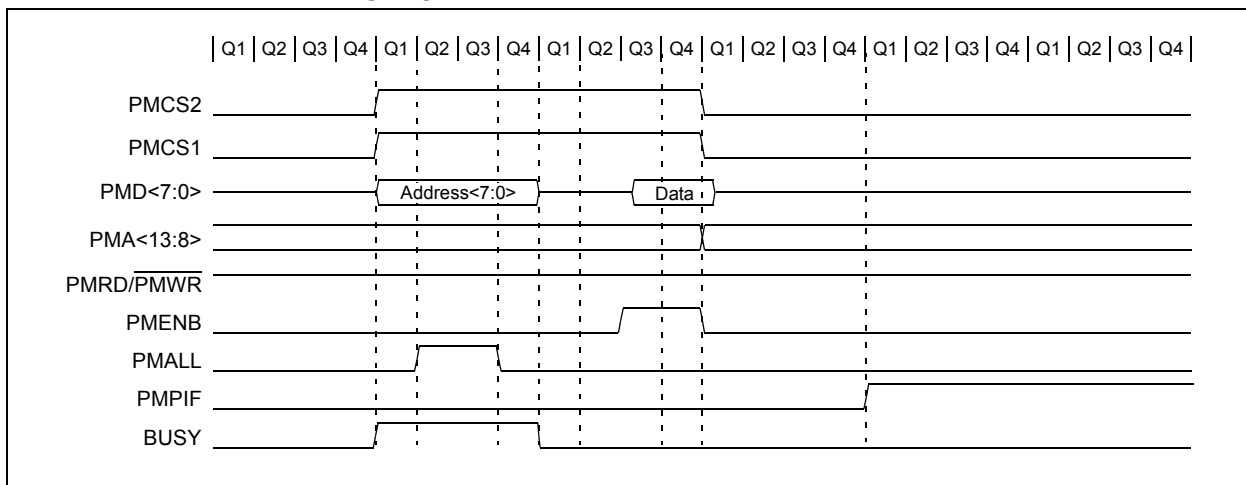 Q1 Q2 Q3 Q4 Q1 Q2 Q3 Q4 Q1 Q2 Q3 Q4 Q1 Q2 Q3 Q4 Q1 Q2 Q3 Q4 Q1 Q2 Q3 Q4
PMCS2
PMCS1
PMD<7:0> Address<7:0> Data
PMA<13:8>
PMRD/PMWR
PMENB
PMALL
PMPIF
BUSY